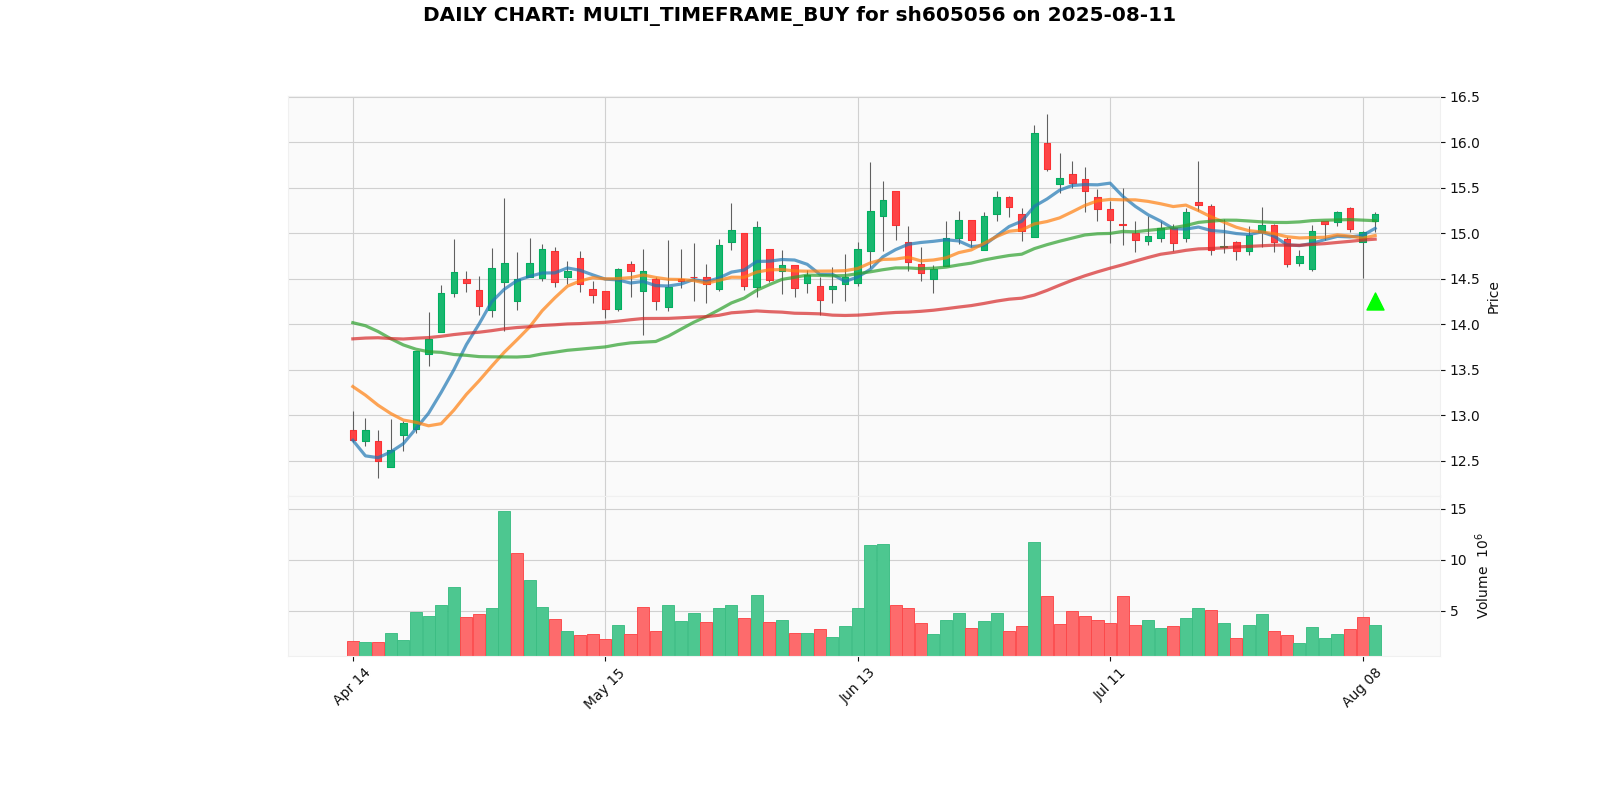 DAILY CHART: MULTI_TIMEFRAME_BUY for sh605056 on 2025-08-11
16.5
16.0
15.5
15.0
14.5
14.0
13.5
13.0
12.5
Price
15
10
5
Volume 10^6
Apr 14
May 15
Jun 13
Jul 11
Aug 08